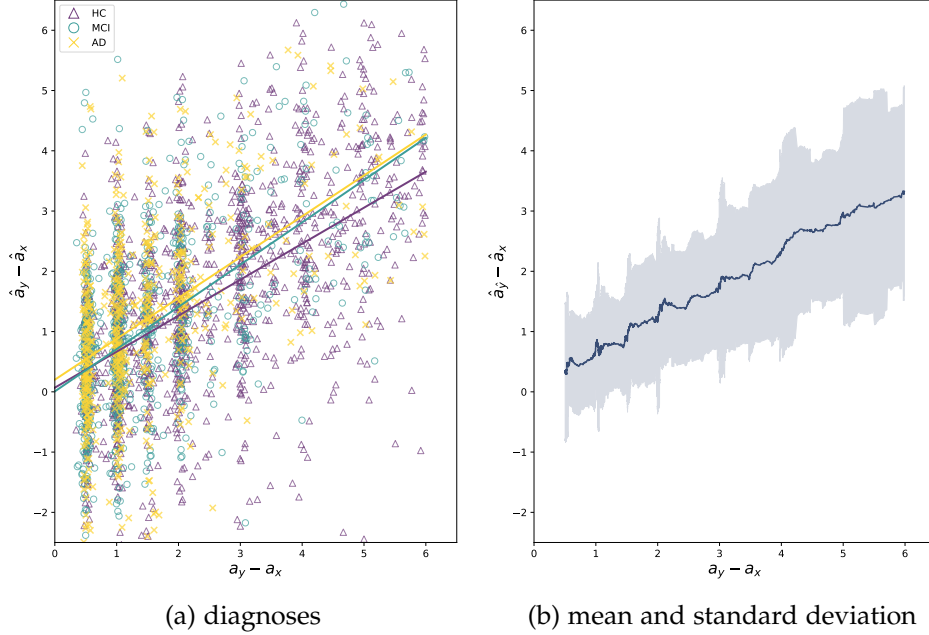 HC
MCI
AD
6
5
4
3
2
1
0
−1
−2
â_y − â_x
0 1 2 3 4 5 6
a_y − a_x
(a) diagnoses
6
5
4
3
2
1
0
−1
−2
â_ŷ − â_x
0 1 2 3 4 5 6
a_y − a_x
(b) mean and standard deviation